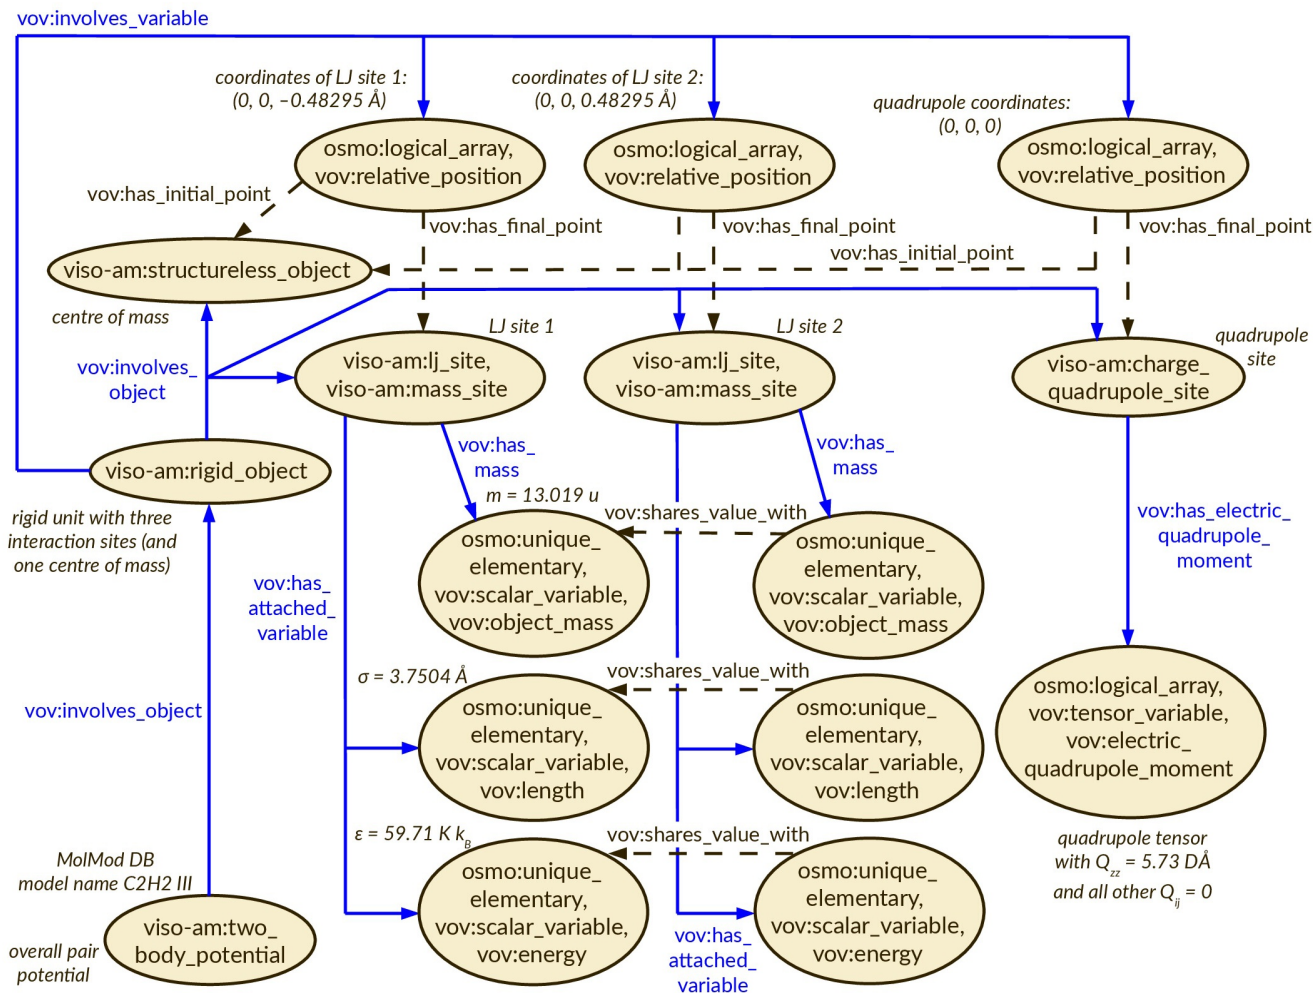 vov:involves_variable
coordinates of LJ site 1:
(0, 0, −0.48295 Å)
coordinates of LJ site 2:
(0, 0, 0.48295 Å)
quadrupole coordinates:
(0, 0, 0)
osmo:logical_array,
vov:relative_position
osmo:logical_array,
vov:relative_position
osmo:logical_array,
vov:relative_position
vov:has_initial_point
vov:has_final_point
vov:has_final_point
vov:has_final_point
vov:has_initial_point
viso-am:structureless_object
centre of mass
LJ site 1
LJ site 2
quadrupole
site
vov:involves_
object
viso-am:lj_site,
viso-am:mass_site
viso-am:lj_site,
viso-am:mass_site
viso-am:charge_
quadrupole_site
viso-am:rigid_object
rigid unit with three
interaction sites (and
one centre of mass)
vov:has_
mass
vov:has_
mass
m = 13.019 u
vov:shares_value_with
vov:has_electric_
quadrupole_
moment
osmo:unique_
elementary,
vov:scalar_variable,
vov:object_mass
osmo:unique_
elementary,
vov:scalar_variable,
vov:object_mass
vov:has_
attached_
variable
σ = 3.7504 Å
vov:shares_value_with
vov:involves_object
osmo:unique_
elementary,
vov:scalar_variable,
vov:length
osmo:unique_
elementary,
vov:scalar_variable,
vov:length
osmo:logical_array,
vov:tensor_variable,
vov:electric_
quadrupole_moment
ε = 59.71 K kB
vov:shares_value_with
quadrupole tensor
with Qzz = 5.73 DÅ
and all other Qij = 0
MolMod DB
model name C2H2 III
osmo:unique_
elementary,
vov:scalar_variable,
vov:energy
osmo:unique_
elementary,
vov:scalar_variable,
vov:energy
viso-am:two_
body_potential
overall pair
potential
vov:has_
attached_
variable